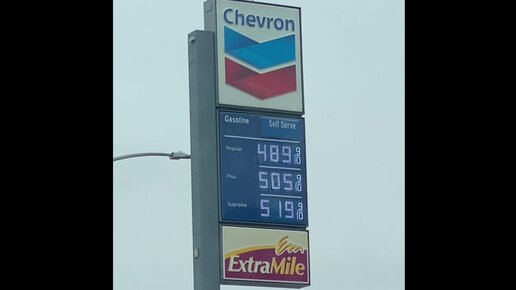 Chevron
Gasoline Self Serve
Regular 489 9/10
Plus 505 9/10
Supreme 519 9/10
ExtraMile